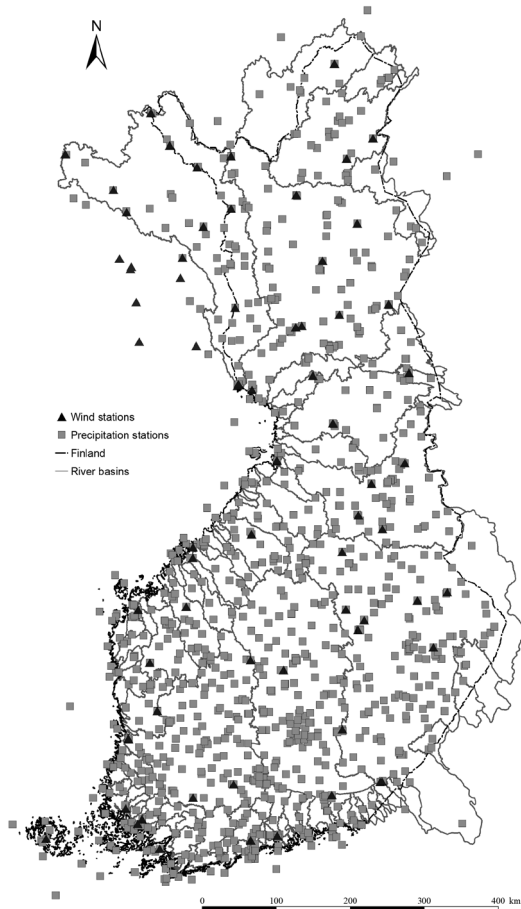 N
Wind stations
Precipitation stations
Finland
River basins
0 100 200 300 400 km